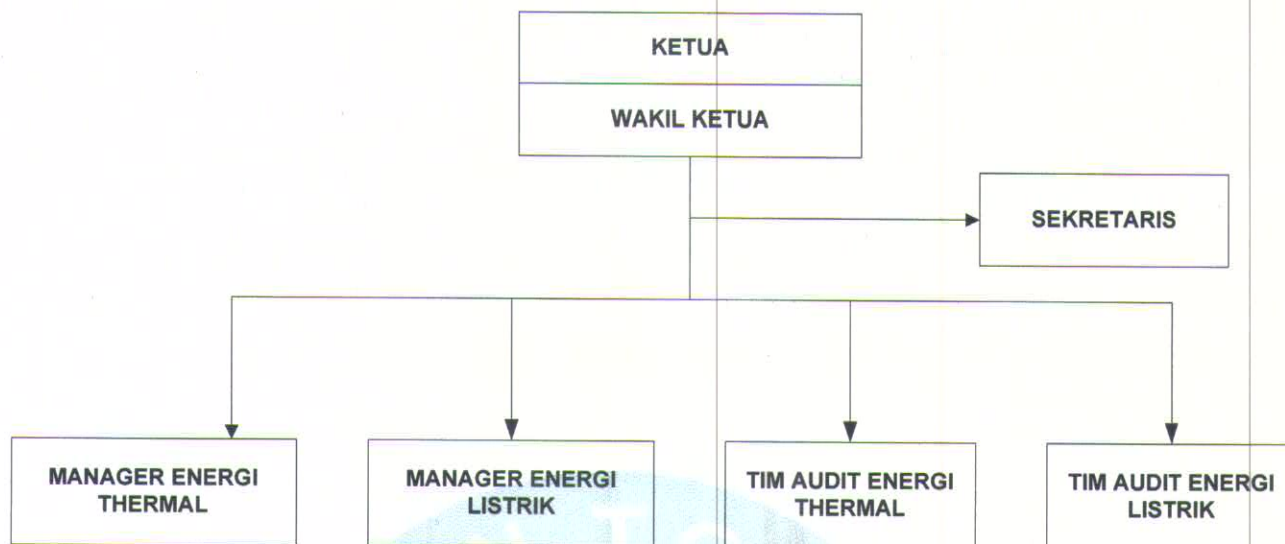 KETUA
WAKIL KETUA
SEKRETARIS
MANAGER ENERGI
THERMAL
MANAGER ENERGI
LISTRIK
TIM AUDIT ENERGI
THERMAL
TIM AUDIT ENERGI
LISTRIK